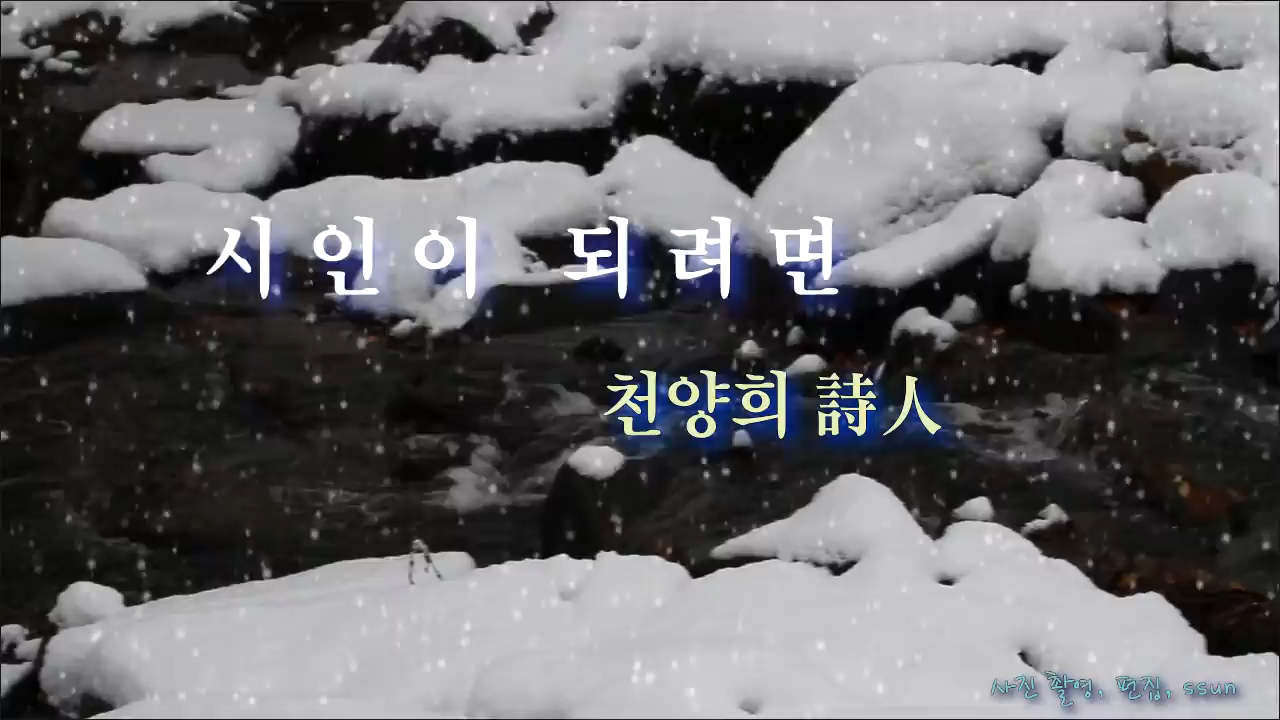 시인이 되려면
천양희 詩人
사진 촬영, 편집, ssun